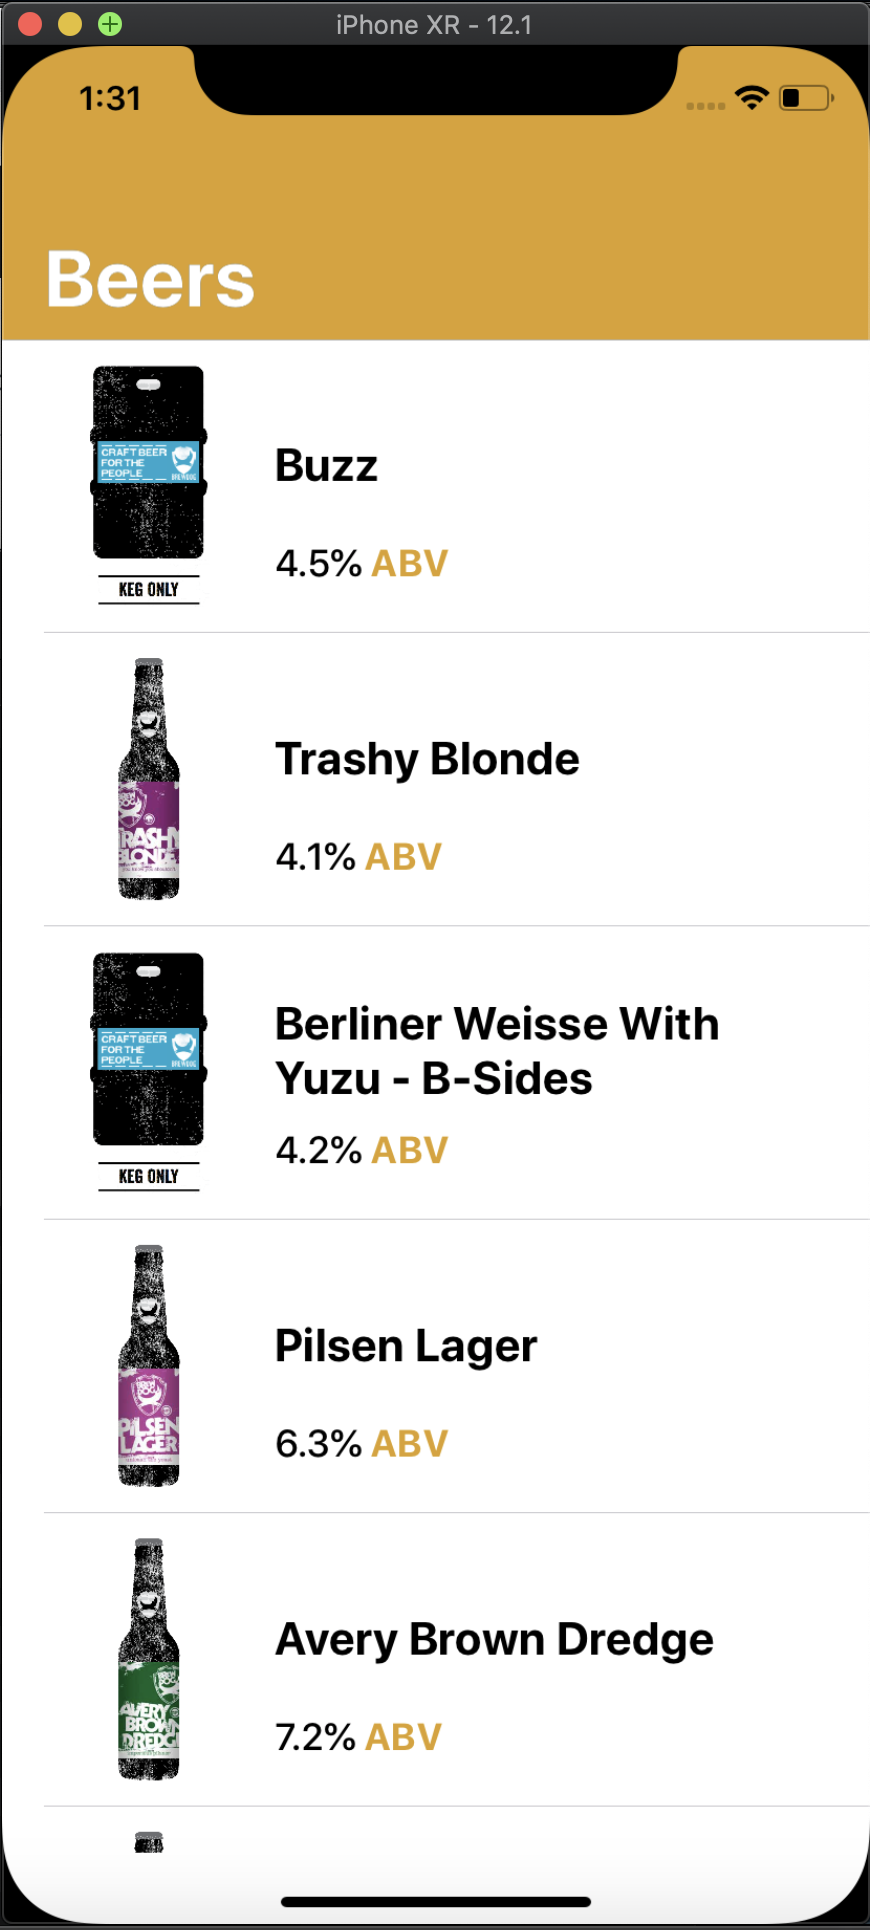 iPhone XR - 12.1
1:31
Beers
CRAFT BEER
FOR THE
PEOPLE
BREWDOG
KEG ONLY
Buzz
4.5% ABV
TRASHY
BLONDE
Trashy Blonde
4.1% ABV
CRAFT BEER
FOR THE
PEOPLE
BREWDOG
KEG ONLY
Berliner Weisse With
Yuzu - B-Sides
4.2% ABV
PILSEN
LAGER
Pilsen Lager
6.3% ABV
AVERY
BROWN
DREDGE
Avery Brown Dredge
7.2% ABV